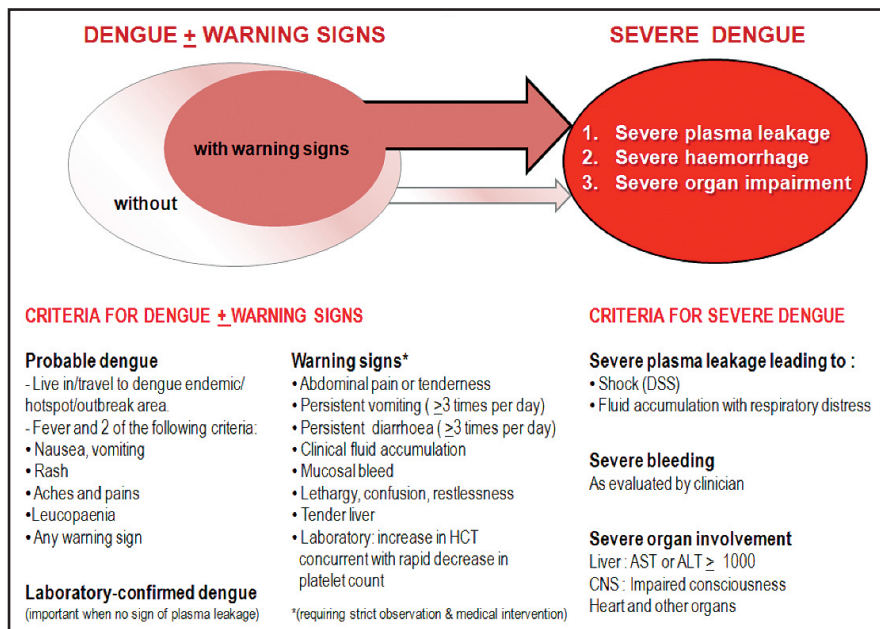 DENGUE ± WARNING SIGNS
SEVERE DENGUE
with warning signs
without
1. Severe plasma leakage
2. Severe haemorrhage
3. Severe organ impairment
CRITERIA FOR DENGUE ± WARNING SIGNS
Probable dengue
- Live in/travel to dengue endemic/
hotspot/outbreak area.
- Fever and 2 of the following criteria:
• Nausea, vomiting
• Rash
• Aches and pains
•Leucopaenia
• Any warning sign
Laboratory-confirmed dengue
(important when no sign of plasma leakage)
Warning signs*
• Abdominal pain or tenderness
• Persistent vomiting ( ≥3 times per day)
• Persistent diarrhoea ( ≥3 times per day)
• Clinical fluid accumulation
• Mucosal bleed
• Lethargy, confusion, restlessness
• Tender liver
• Laboratory: increase in HCT
concurrent with rapid decrease in
platelet count
*(requiring strict observation & medical intervention)
CRITERIA FOR SEVERE DENGUE
Severe plasma leakage leading to :
• Shock (DSS)
• Fluid accumulation with respiratory distress
Severe bleeding
As evaluated by clinician
Severe organ involvement
Liver : AST or ALT ≥ 1000
CNS : Impaired consciousness
Heart and other organs